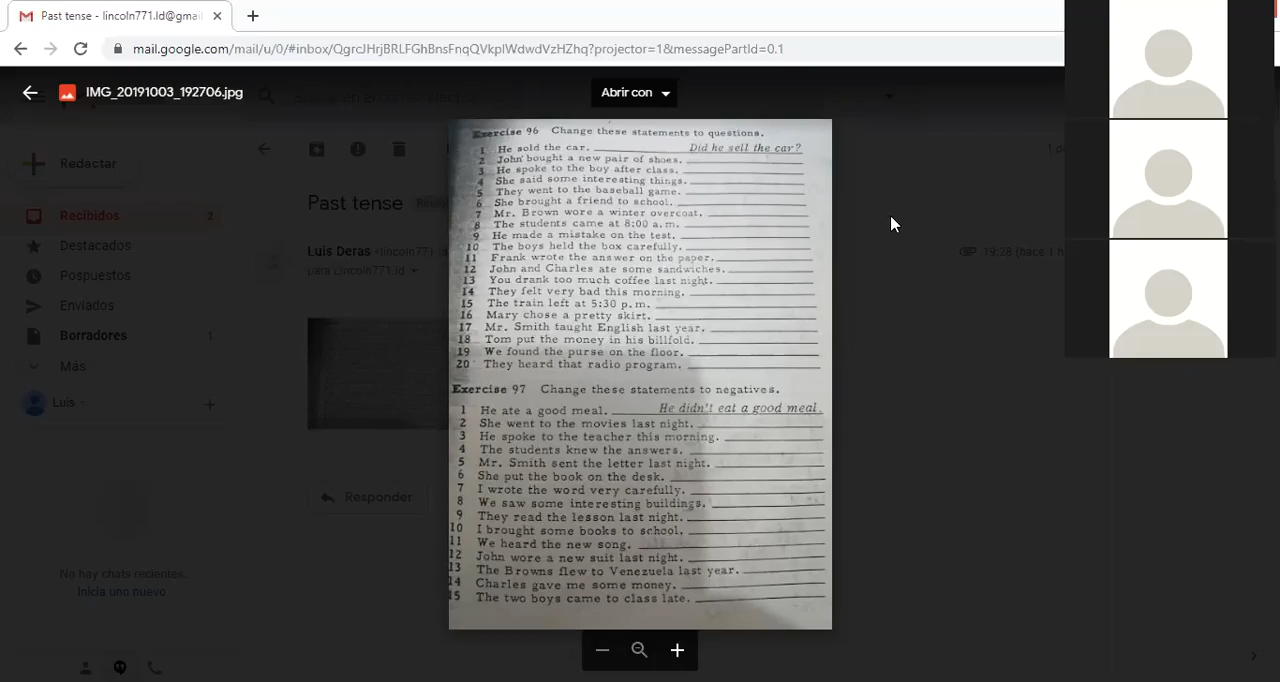 Past tense - lincoln771.ld@gmai
mail.google.com/mail/u/0/#inbox/QgrcJHrjBRLFGhBnsFnqQVkplWdwdVzHZhq?projector=1&messagePartId=0.1
IMG_20191003_192706.jpg
Abrir con
Redactar
Recibidos 2
Destacados
Pospuestos
Enviados
Borradores 1
Más
Luis
No hay chats recientes.
Inicia uno nuevo
Past tense
Luis Deras
para Lincoln771.ld
19:28 (hace 1 h
Responder
Exercise 96 Change these statements to questions.
1 He sold the car. Did he sell the car?
2 John bought a new pair of shoes.
3 He spoke to the boy after class.
4 She said some interesting things.
5 They went to the baseball game.
6 She brought a friend to school.
7 Mr. Brown wore a winter overcoat.
8 The students came at 8:00 a.m.
9 He made a mistake on the test.
10 The boys held the box carefully.
11 Frank wrote the answer on the paper.
12 John and Charles ate some sandwiches.
13 You drank too much coffee last night.
14 They felt very bad this morning.
15 The train left at 5:30 p.m.
16 Mary chose a pretty skirt.
17 Mr. Smith taught English last year.
18 Tom put the money in his billfold.
19 We found the purse on the floor.
20 They heard that radio program.
Exercise 97 Change these statements to negatives.
1 He ate a good meal. He didn't eat a good meal.
2 She went to the movies last night.
3 He spoke to the teacher this morning.
4 The students knew the answers.
5 Mr. Smith sent the letter last night.
6 She put the book on the desk.
7 I wrote the word very carefully.
8 We saw some interesting buildings.
9 They read the lesson last night.
10 I brought some books to school.
11 We heard the new song.
12 John wore a new suit last night.
13 The Browns flew to Venezuela last year.
14 Charles gave me some money.
15 The two boys came to class late.